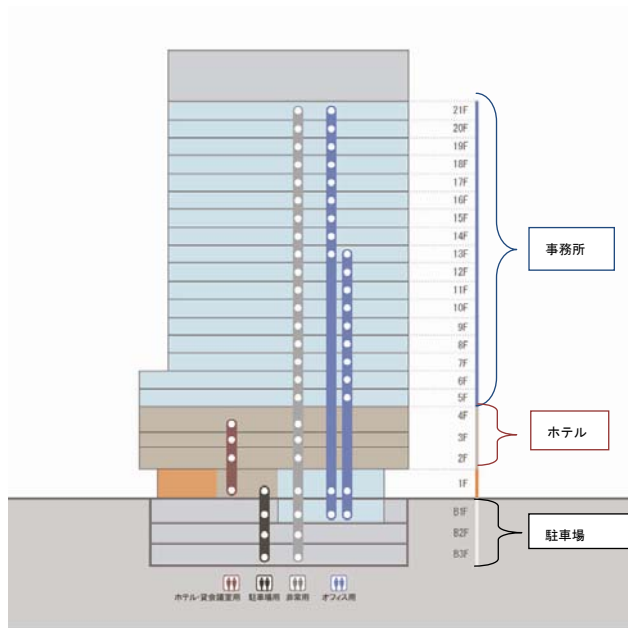 21F
20F
19F
18F
17F
16F
15F
14F
13F
12F
11F
10F
9F
8F
7F
6F
5F
4F
3F
2F
1F
B1F
B2F
B3F
事務所
ホテル
駐車場
ホテル・貸会議室用 駐車場用 非常用 オフィス用